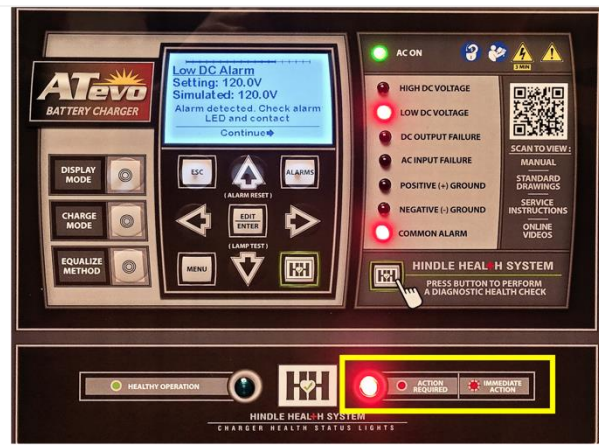 ATevo
BATTERY CHARGER
Low DC Alarm
Setting: 120.0V
Simulated: 120.0V
Alarm detected. Check alarm
LED and contact
Continue
DISPLAY
MODE
CHARGE
MODE
EQUALIZE
METHOD
ESC
ALARMS
(ALARM RESET)
EDIT
ENTER
(LAMP TEST)
MENU
AC ON
3 MIN
HIGH DC VOLTAGE
LOW DC VOLTAGE
DC OUTPUT FAILURE
AC INPUT FAILURE
POSITIVE (+) GROUND
NEGATIVE (-) GROUND
COMMON ALARM
SCAN TO VIEW:
MANUAL
STANDARD
DRAWINGS
SERVICE
INSTRUCTIONS
ONLINE
VIDEOS
HINDLE HEAL+H SYSTEM
PRESS BUTTON TO PERFORM
A DIAGNOSTIC HEALTH CHECK
HEALTHY OPERATION
ACTION
REQUIRED
IMMEDIATE
ACTION
HINDLE HEAL+H SYSTEM
CHARGER HEALTH STATUS LIGHTS